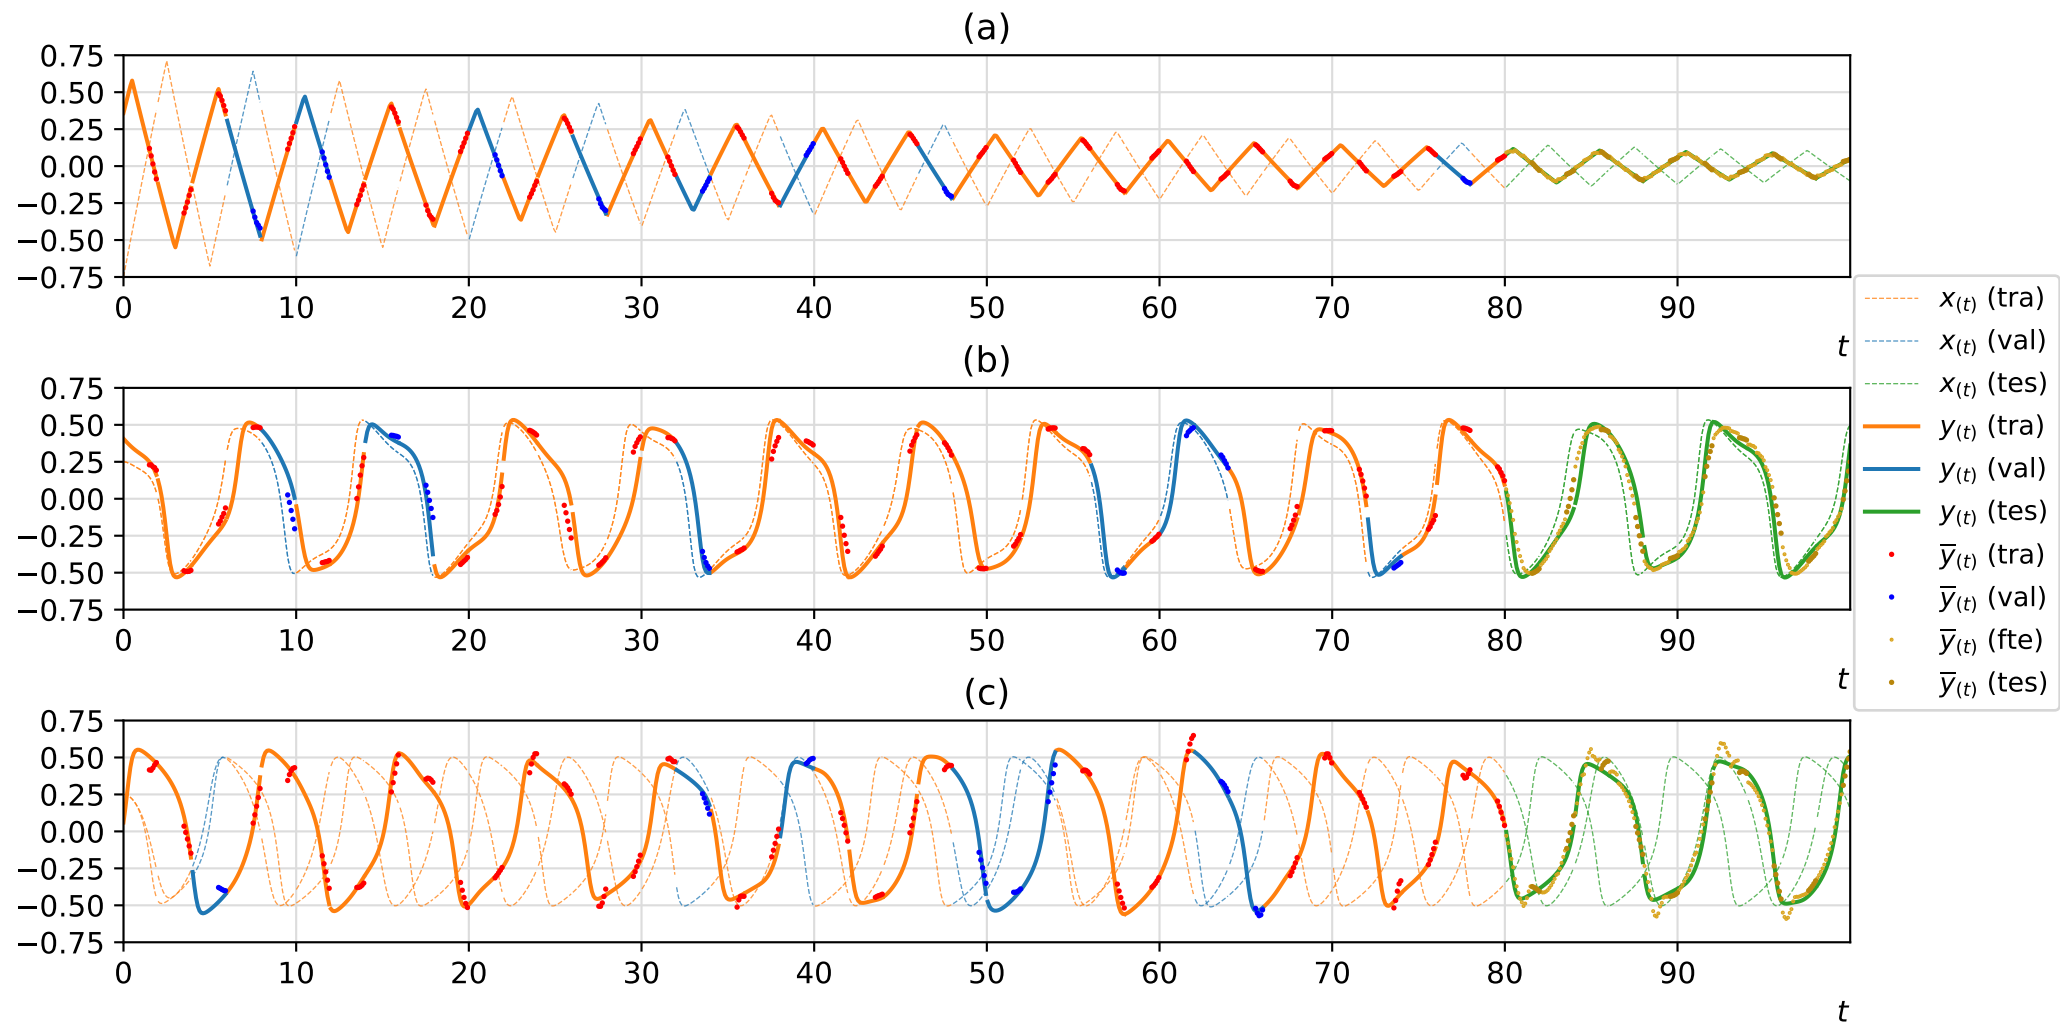 (a)
0.75
0.50
0.25
0.00
−0.25
−0.50
−0.75
0 10 20 30 40 50 60 70 80 90
t
(b)
0.75
0.50
0.25
0.00
−0.25
−0.50
−0.75
0 10 20 30 40 50 60 70 80 90
t
(c)
0.75
0.50
0.25
0.00
−0.25
−0.50
−0.75
0 10 20 30 40 50 60 70 80 90
t
x(t) (tra)
x(t) (val)
x(t) (tes)
y(t) (tra)
y(t) (val)
y(t) (tes)
y̅(t) (tra)
y̅(t) (val)
y̅(t) (fte)
y̅(t) (tes)